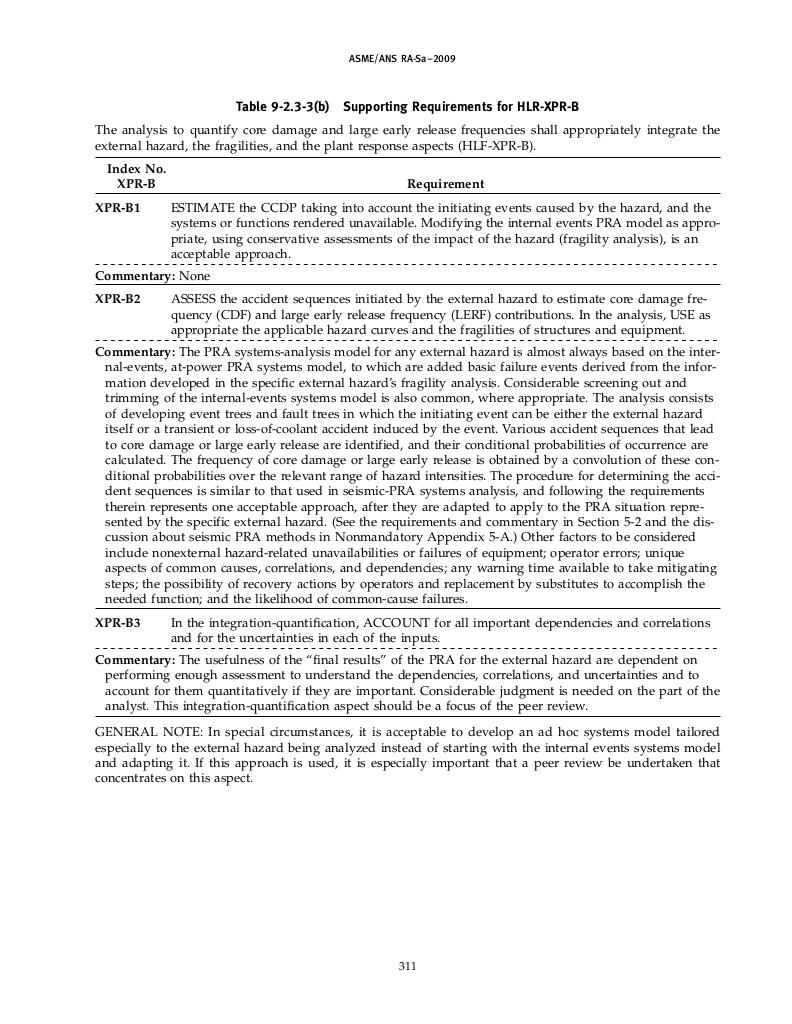 ASME/ANS RA-Sa–2009
Table 9-2.3-3(b) Supporting Requirements for HLR-XPR-B
The analysis to quantify core damage and large early release frequencies shall appropriately integrate the
external hazard, the fragilities, and the plant response aspects (HLF-XPR-B).
Index No.
XPR-B Requirement
XPR-B1 ESTIMATE the CCDP taking into account the initiating events caused by the hazard, and the
systems or functions rendered unavailable. Modifying the internal events PRA model as appro-
priate, using conservative assessments of the impact of the hazard (fragility analysis), is an
acceptable approach.
Commentary: None
XPR-B2 ASSESS the accident sequences initiated by the external hazard to estimate core damage fre-
quency (CDF) and large early release frequency (LERF) contributions. In the analysis, USE as
appropriate the applicable hazard curves and the fragilities of structures and equipment.
Commentary: The PRA systems-analysis model for any external hazard is almost always based on the inter-
nal-events, at-power PRA systems model, to which are added basic failure events derived from the infor-
mation developed in the specific external hazard's fragility analysis. Considerable screening out and
trimming of the internal-events systems model is also common, where appropriate. The analysis consists
of developing event trees and fault trees in which the initiating event can be either the external hazard
itself or a transient or loss-of-coolant accident induced by the event. Various accident sequences that lead
to core damage or large early release are identified, and their conditional probabilities of occurrence are
calculated. The frequency of core damage or large early release is obtained by a convolution of these con-
ditional probabilities over the relevant range of hazard intensities. The procedure for determining the acci-
dent sequences is similar to that used in seismic-PRA systems analysis, and following the requirements
therein represents one acceptable approach, after they are adapted to apply to the PRA situation repre-
sented by the specific external hazard. (See the requirements and commentary in Section 5-2 and the dis-
cussion about seismic PRA methods in Nonmandatory Appendix 5-A.) Other factors to be considered
include nonexternal hazard-related unavailabilities or failures of equipment; operator errors; unique
aspects of common causes, correlations, and dependencies; any warning time available to take mitigating
steps; the possibility of recovery actions by operators and replacement by substitutes to accomplish the
needed function; and the likelihood of common-cause failures.
XPR-B3 In the integration-quantification, ACCOUNT for all important dependencies and correlations
and for the uncertainties in each of the inputs.
Commentary: The usefulness of the “final results” of the PRA for the external hazard are dependent on
performing enough assessment to understand the dependencies, correlations, and uncertainties and to
account for them quantitatively if they are important. Considerable judgment is needed on the part of the
analyst. This integration-quantification aspect should be a focus of the peer review.
GENERAL NOTE: In special circumstances, it is acceptable to develop an ad hoc systems model tailored
especially to the external hazard being analyzed instead of starting with the internal events systems model
and adapting it. If this approach is used, it is especially important that a peer review be undertaken that
concentrates on this aspect.
311